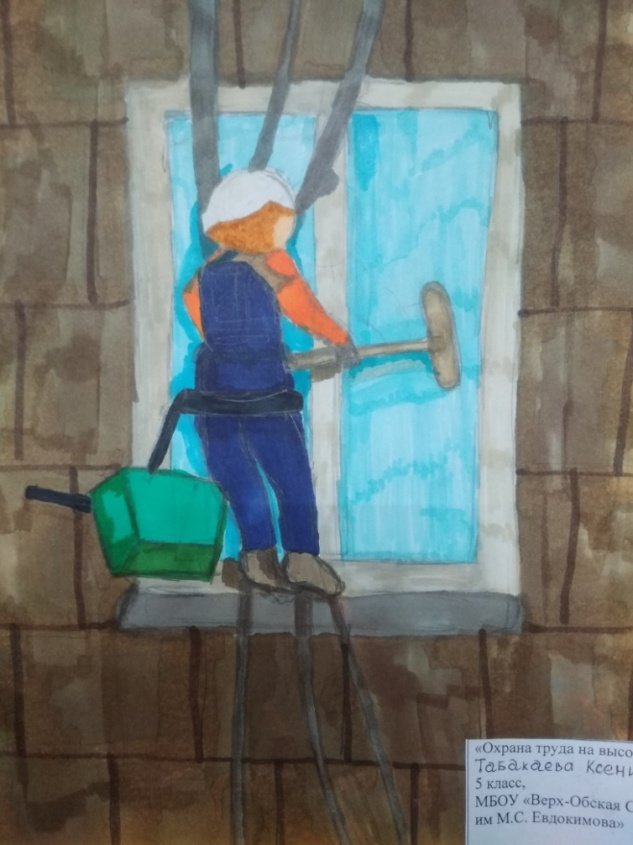 «Охрана труда на высо
Табакаева Ксени
5 класс,
МБОУ «Верх-Обская С
им М.С. Евдокимова»